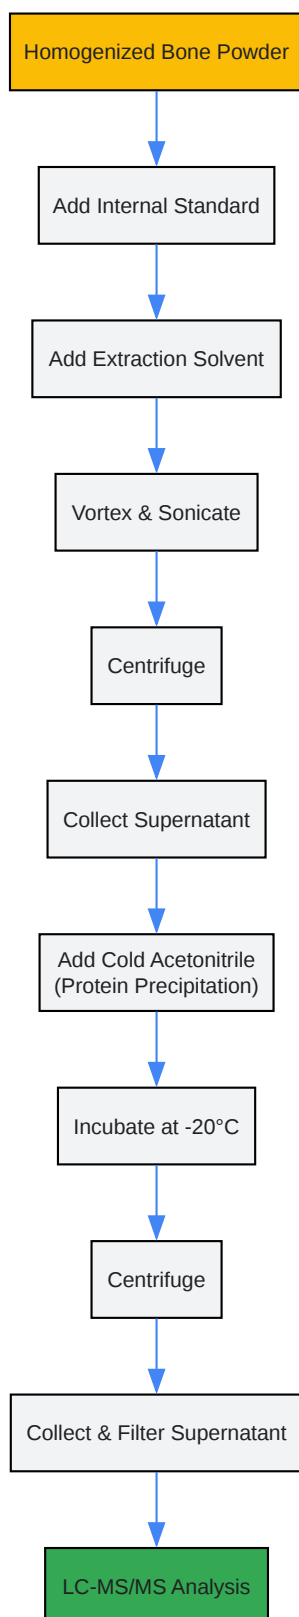 Homogenized Bone Powder
Add Internal Standard
Add Extraction Solvent
Vortex & Sonicate
Centrifuge
Collect Supernatant
Add Cold Acetonitrile
(Protein Precipitation)
Incubate at -20°C
Centrifuge
Collect & Filter Supernatant
LC-MS/MS Analysis